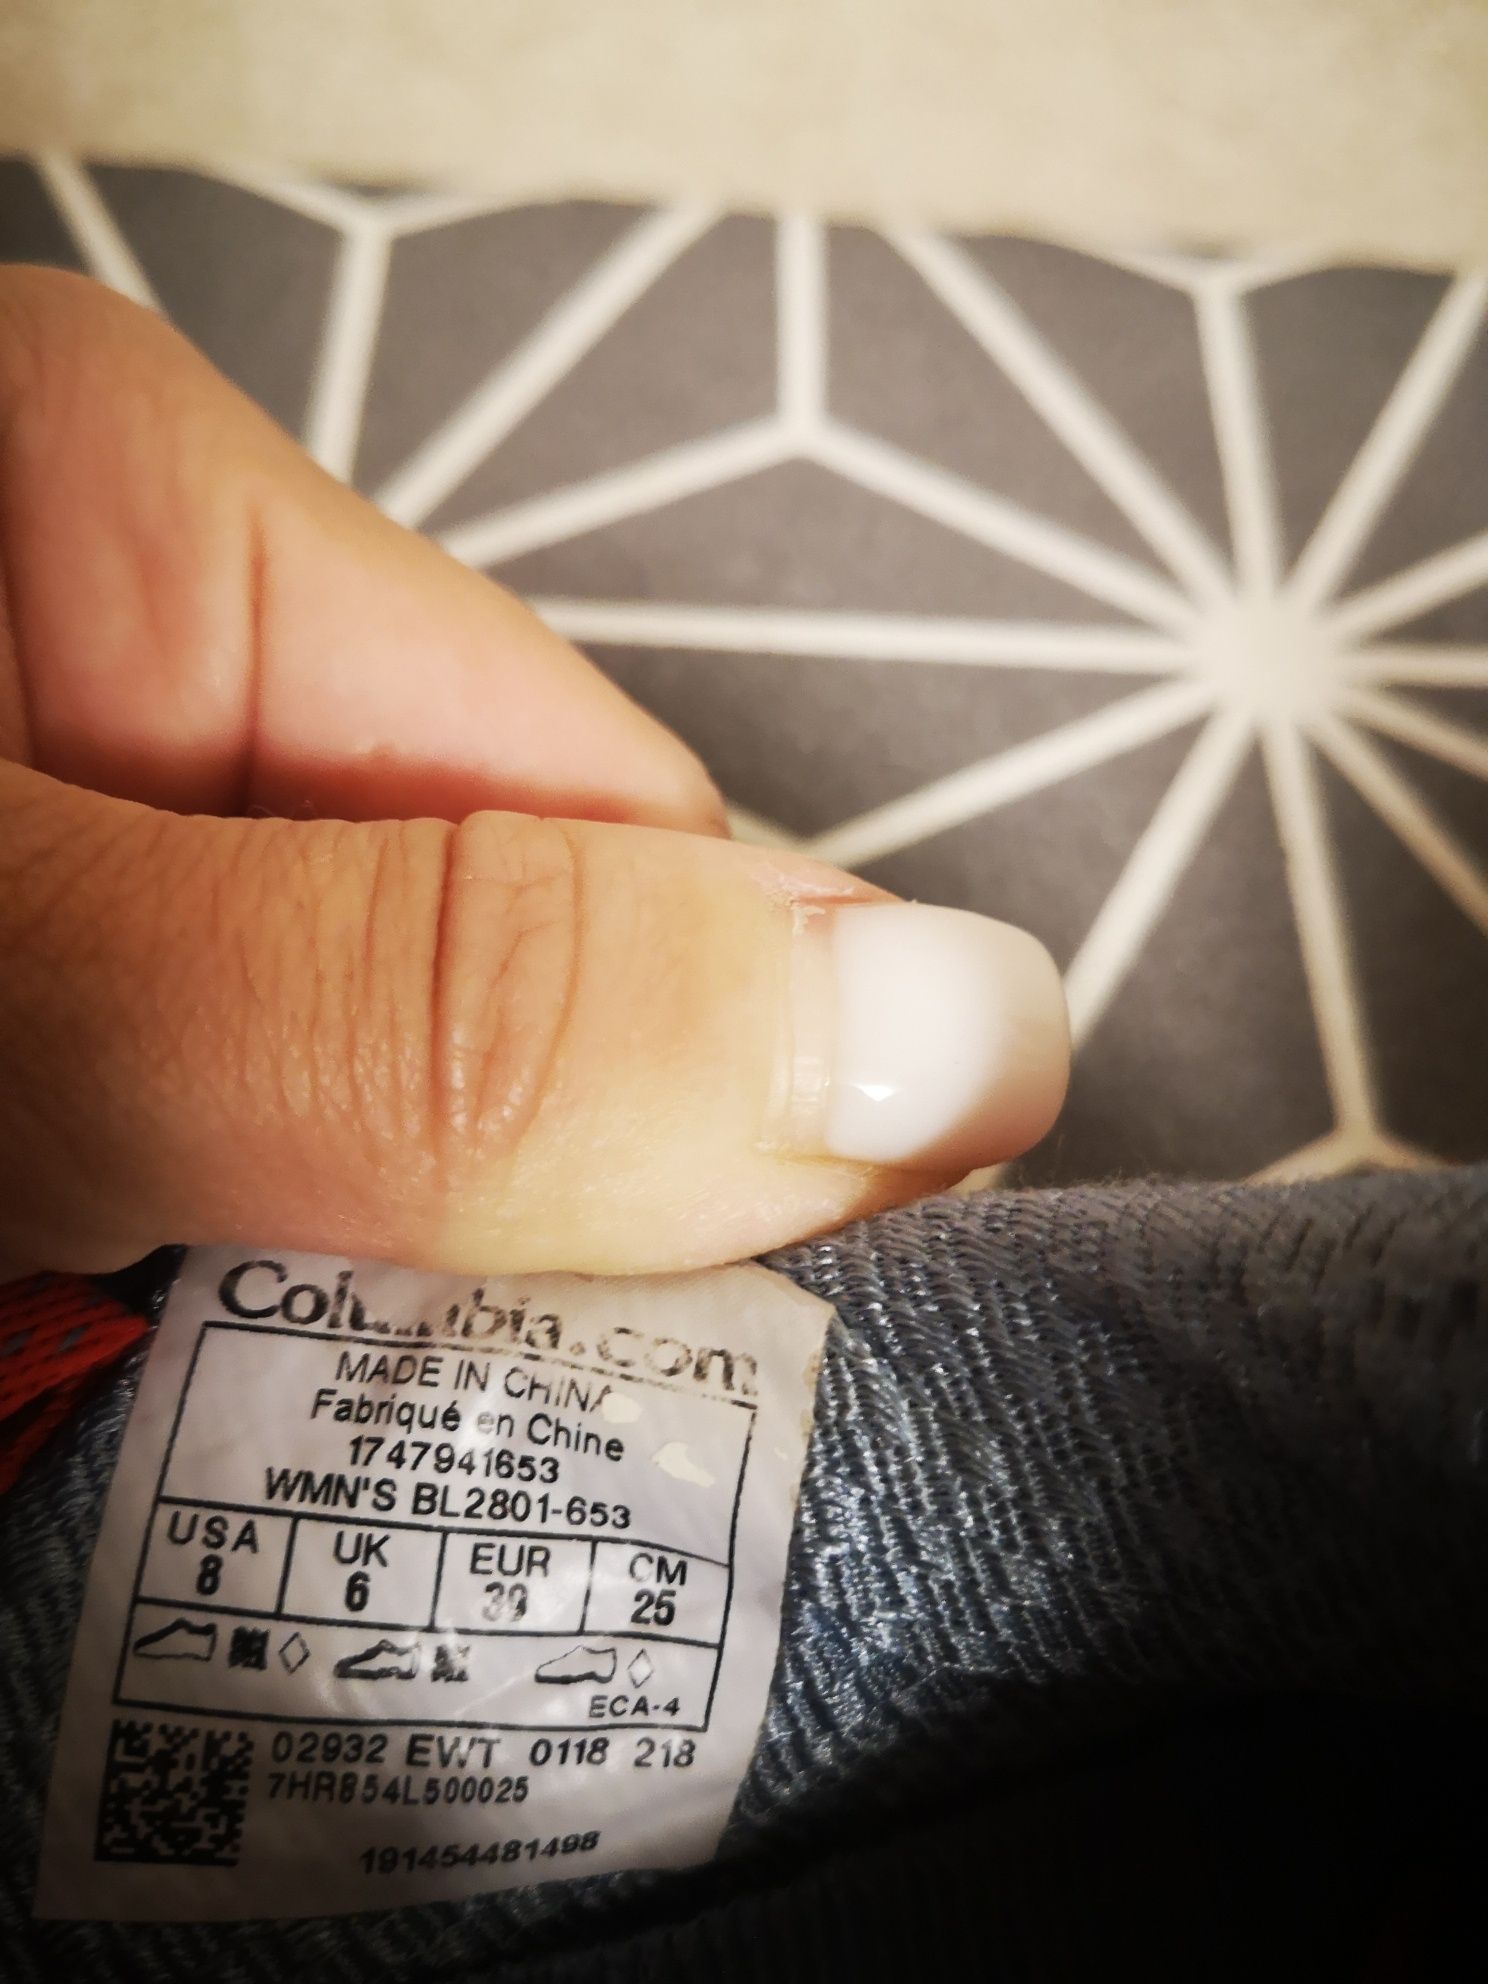 Columbia.com
MADE IN CHINA
Fabriqué en Chine
1747941653
WMN'S BL2801-653
USA UK EUR CM
8 6 39 25
ECA-4
02932 EWT 0118 218
7HR854L500025
191454481498